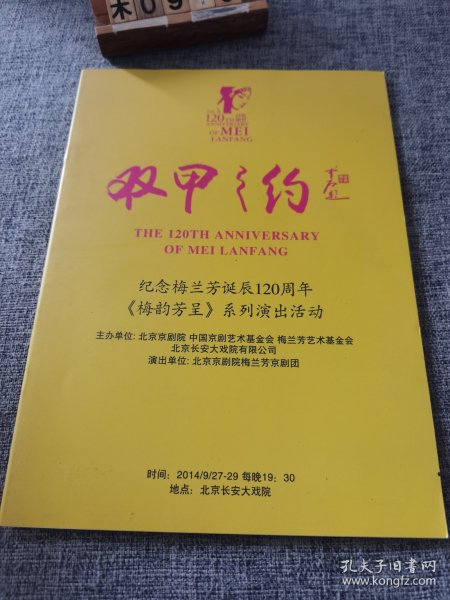 木 0 9
120TH
ANNIVERSARY
OF MEI
LANFANG
双甲之约
THE 120TH ANNIVERSARY
OF MEI LANFANG
纪念梅兰芳诞辰120周年
《梅韵芳呈》系列演出活动
主办单位: 北京京剧院 中国京剧艺术基金会 梅兰芳艺术基金会
北京长安大戏院有限公司
演出单位: 北京京剧院梅兰芳京剧团
时间: 2014/9/27-29 每晚19: 30
地点: 北京长安大戏院
孔夫子旧书网
www.kongfz.com